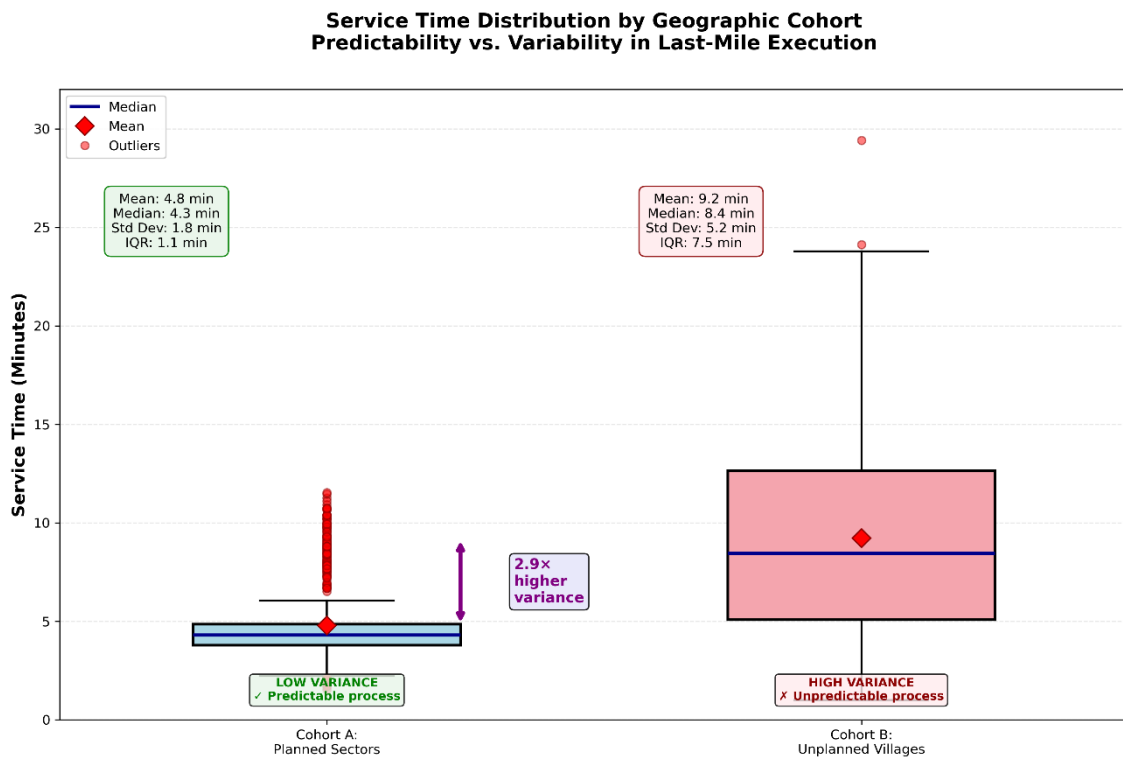 Service Time Distribution by Geographic Cohort
Predictability vs. Variability in Last-Mile Execution
Median
Mean
Outliers
Mean: 4.8 min
Median: 4.3 min
Std Dev: 1.8 min
IQR: 1.1 min
Mean: 9.2 min
Median: 8.4 min
Std Dev: 5.2 min
IQR: 7.5 min
Service Time (Minutes)
30
25
20
15
10
5
0
2.9×
higher
variance
LOW VARIANCE
✓ Predictable process
HIGH VARIANCE
✗ Unpredictable process
Cohort A:
Planned Sectors
Cohort B:
Unplanned Villages